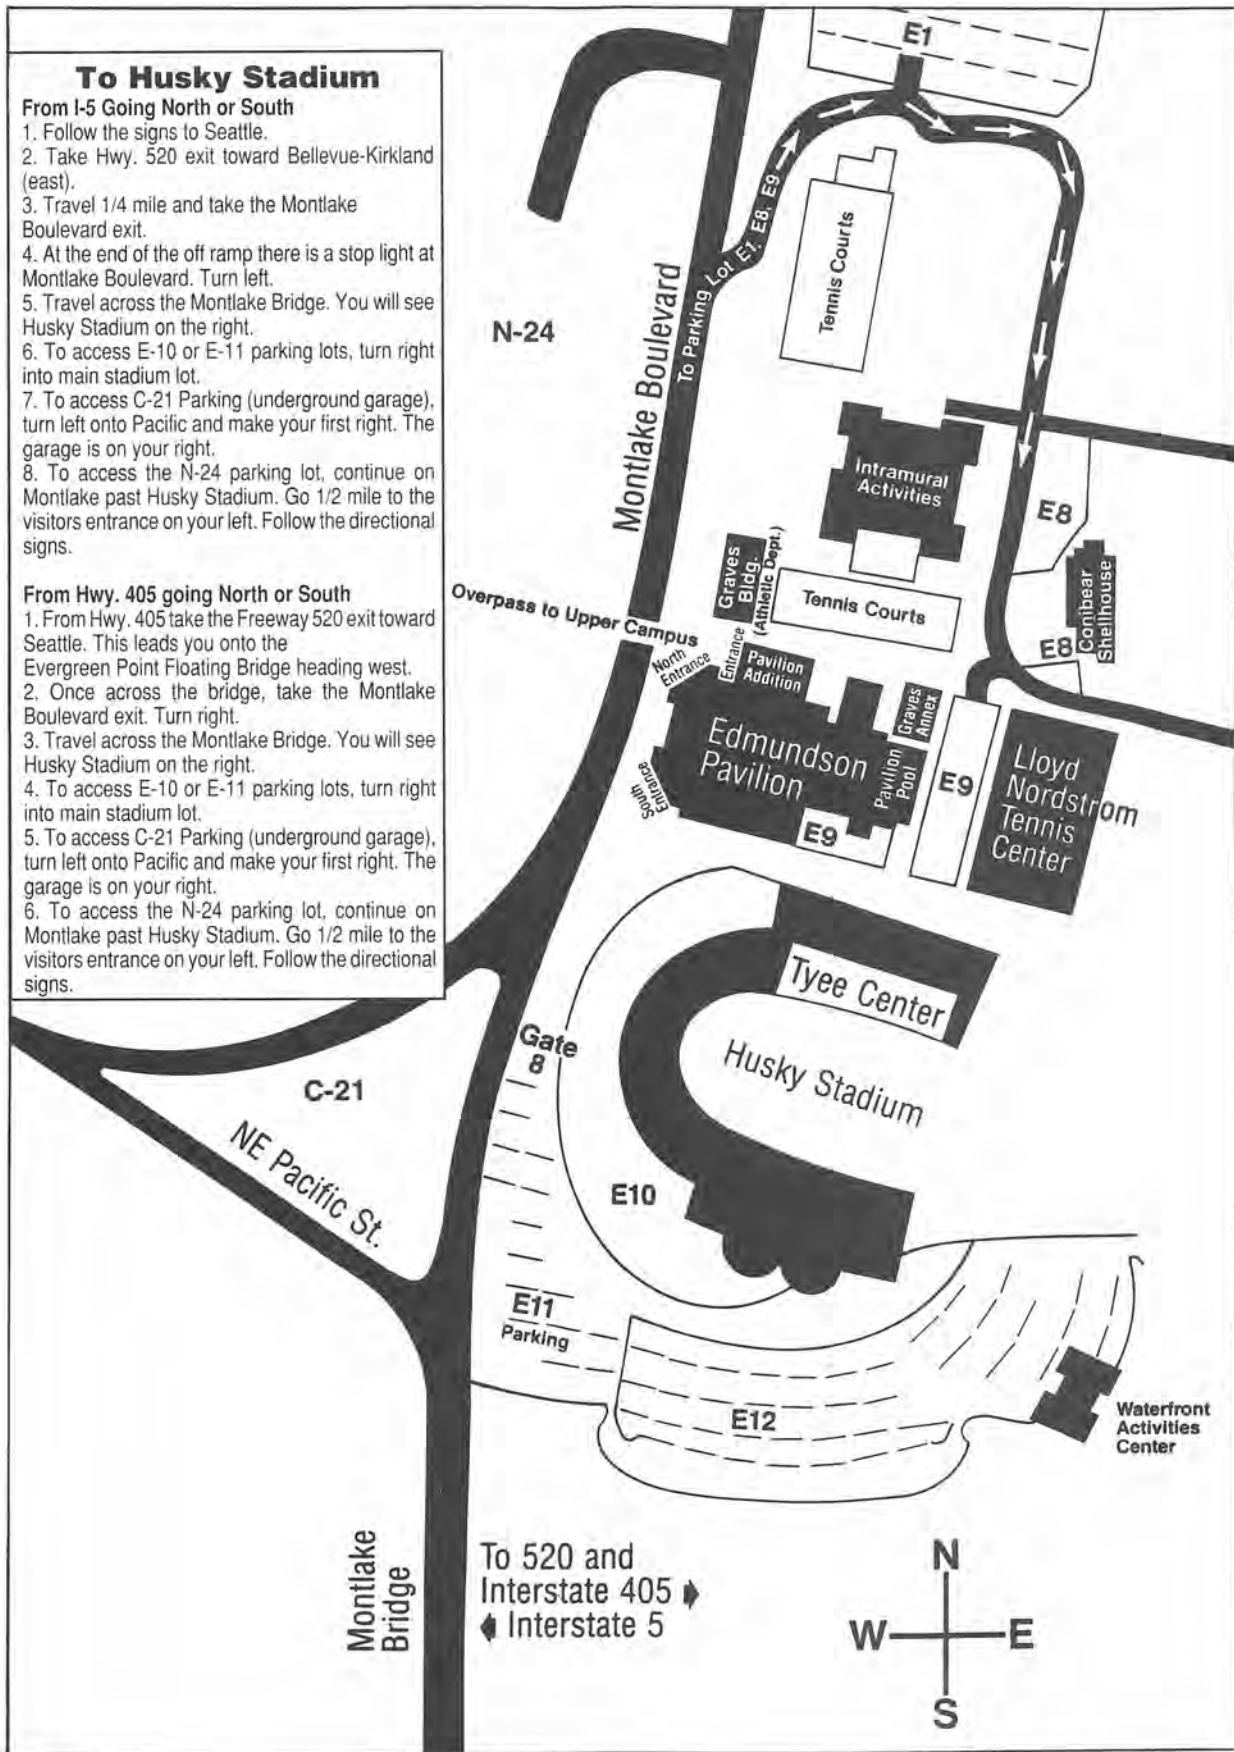 To Husky Stadium
From I-5 Going North or South
1. Follow the signs to Seattle.
2. Take Hwy. 520 exit toward Bellevue-Kirkland
(east).
3. Travel 1/4 mile and take the Montlake
Boulevard exit.
4. At the end of the off ramp there is a stop light at
Montlake Boulevard. Turn left.
5. Travel across the Montlake Bridge. You will see
Husky Stadium on the right.
6. To access E-10 or E-11 parking lots, turn right
into main stadium lot.
7. To access C-21 Parking (underground garage),
turn left onto Pacific and make your first right. The
garage is on your right.
8. To access the N-24 parking lot, continue on
Montlake past Husky Stadium. Go 1/2 mile to the
visitors entrance on your left. Follow the directional
signs.
From Hwy. 405 going North or South
1. From Hwy. 405 take the Freeway 520 exit toward
Seattle. This leads you onto the
Evergreen Point Floating Bridge heading west.
2. Once across the bridge, take the Montlake
Boulevard exit. Turn right.
3. Travel across the Montlake Bridge. You will see
Husky Stadium on the right.
4. To access E-10 or E-11 parking lots, turn right
into main stadium lot.
5. To access C-21 Parking (underground garage),
turn left onto Pacific and make your first right. The
garage is on your right.
6. To access the N-24 parking lot, continue on
Montlake past Husky Stadium. Go 1/2 mile to the
visitors entrance on your left. Follow the directional
signs.
E1
To Parking Lot E1, E8, E9
Tennis Courts
N-24
Montlake Boulevard
Intramural
Activities
E8
Graves
Bldg.
(Athletic Dept.)
Tennis Courts
Conibear
Shellhouse
E8
Overpass to Upper Campus
North
Entrance
Entrance
Pavilion
Addition
Graves
Annex
Edmundson
Pavilion
Pavilion
Pool
E9
Lloyd
Nordstrom
Tennis
Center
South
Entrance
E9
Tyee Center
Husky Stadium
Gate
8
C-21
NE Pacific St.
E10
E11
Parking
E12
Waterfront
Activities
Center
Montlake
Bridge
To 520 and
Interstate 405
Interstate 5
N
W
E
S